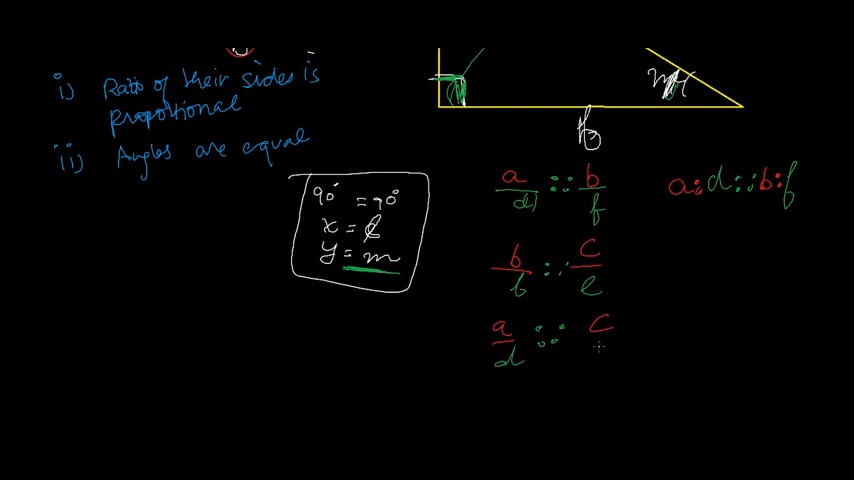 i) Ratio of their sides is
proportional
ii) Angles are equal
90° = 90°
x = l
y = m
m
b
a/d :: b/f
a:d::b:f
b/f :: c/e
a/d :: c